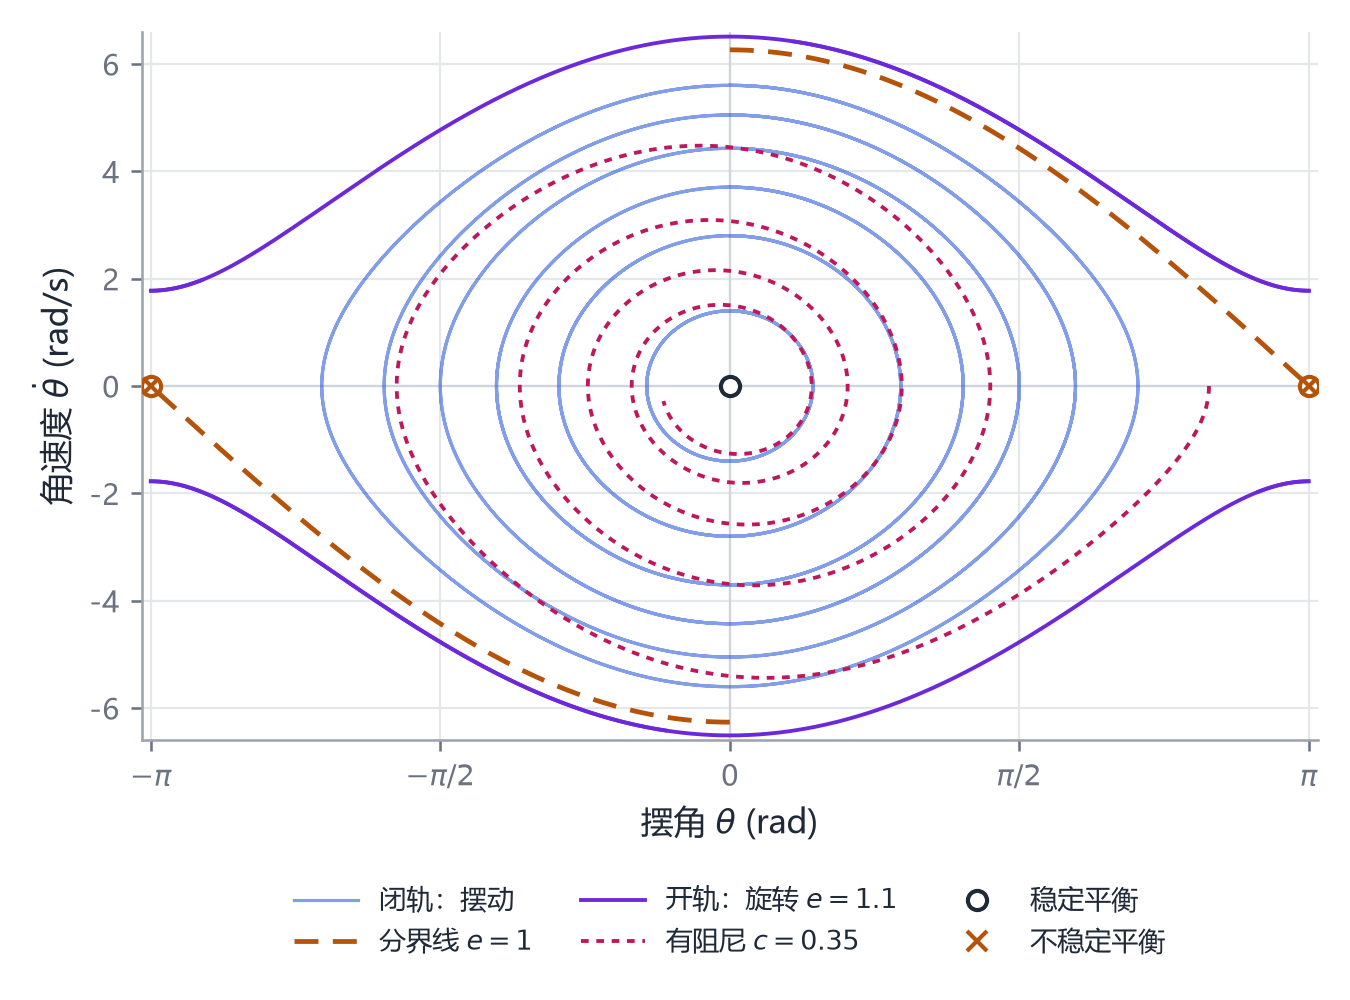 6
4
2
0
-2
-4
-6
角速度 θ̇ (rad/s)
−π
−π/2
0
π/2
π
摆角 θ (rad)
闭轨：摆动
开轨：旋转 e = 1.1
稳定平衡
分界线 e = 1
有阻尼 c = 0.35
不稳定平衡